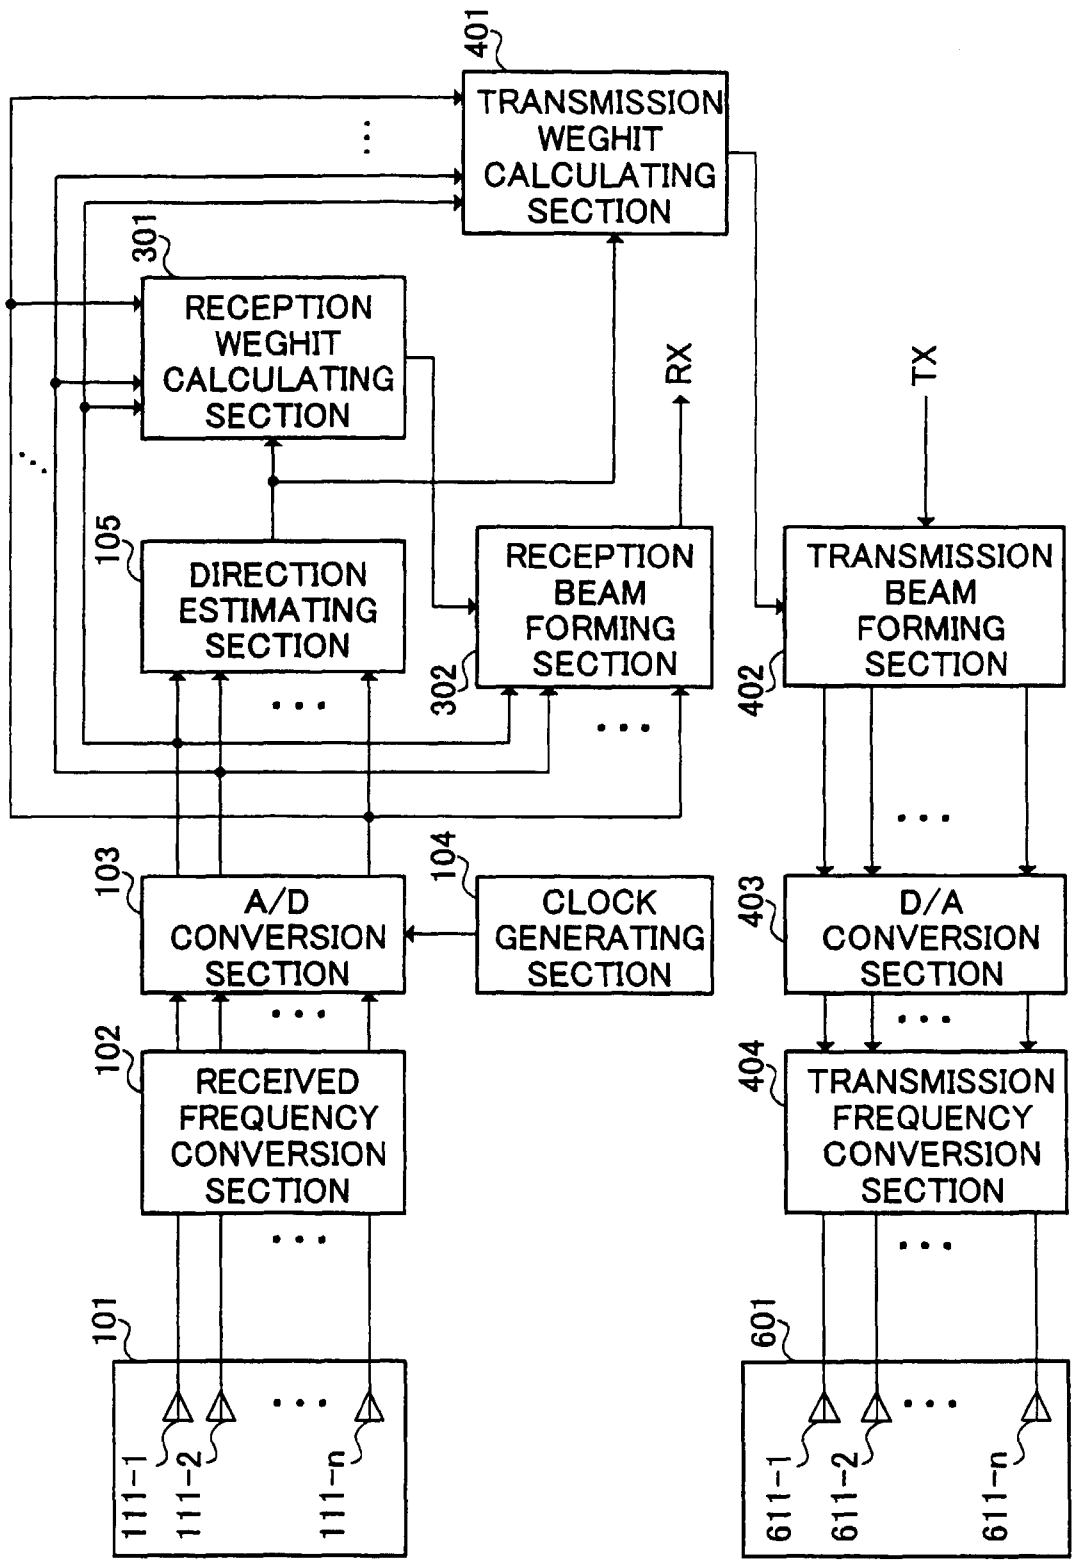 401
TRANSMISSION
WEGHIT
CALCULATING
SECTION
301
RECEPTION
WEGHIT
CALCULATING
SECTION
RX
TX
105
DIRECTION
ESTIMATING
SECTION
302
RECEPTION
BEAM
FORMING
SECTION
402
TRANSMISSION
BEAM
FORMING
SECTION
103
A/D
CONVERSION
SECTION
104
CLOCK
GENERATING
SECTION
403
D/A
CONVERSION
SECTION
102
RECEIVED
FREQUENCY
CONVERSION
SECTION
404
TRANSMISSION
FREQUENCY
CONVERSION
SECTION
101
111-1
111-2
111-n
601
611-1
611-2
611-n